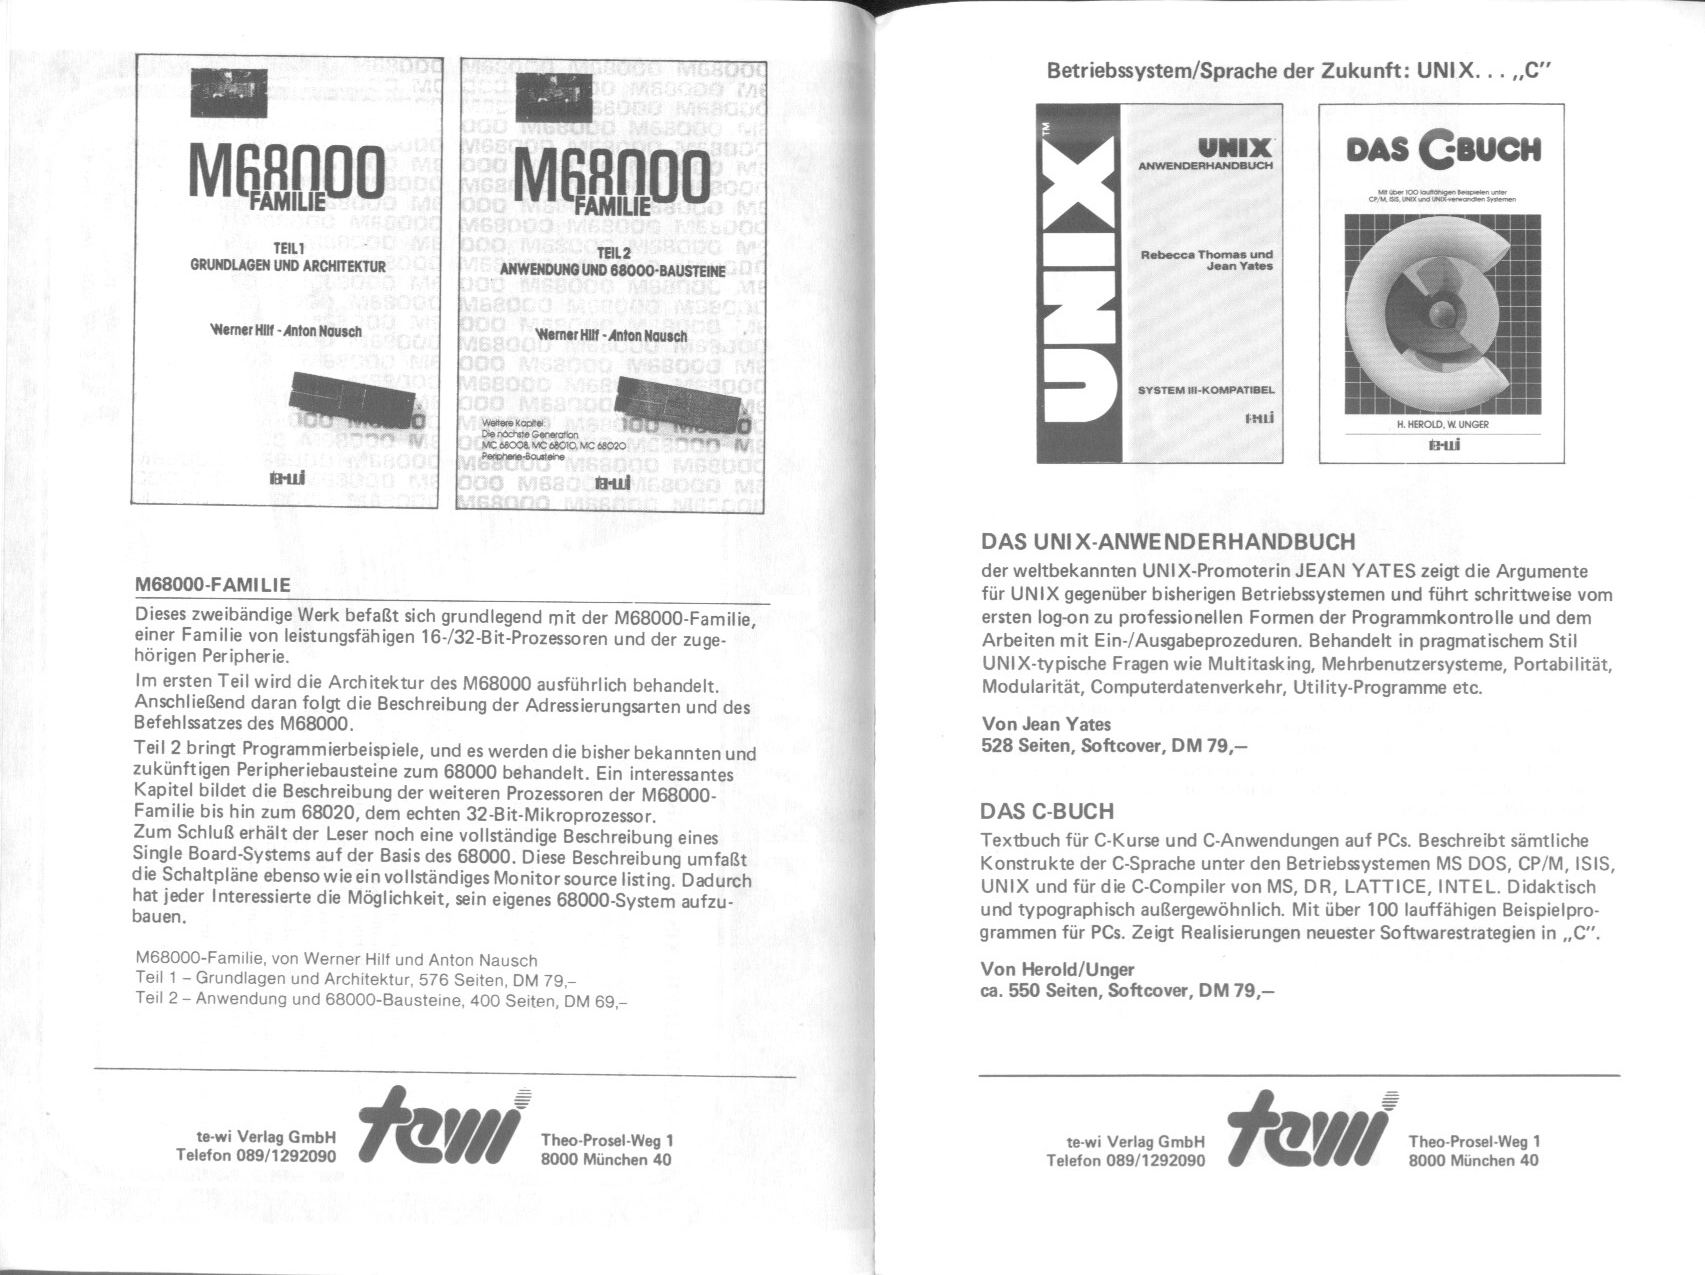 M68000
FAMILIE
TEIL 1
GRUNDLAGEN UND ARCHITEKTUR
Werner Hilf - Anton Nausch
te-wi
M68000
FAMILIE
TEIL 2
ANWENDUNG UND 68000-BAUSTEINE
Werner Hilf - Anton Nausch
Weitere Kapitel:
Die nächste Generation
MC 68008, MC 68010, MC 68020
Peripherie-Bausteine
te-wi
M68000-FAMILIE
Dieses zweibändige Werk befaßt sich grundlegend mit der M68000-Familie,
einer Familie von leistungsfähigen 16-/32-Bit-Prozessoren und der zuge-
hörigen Peripherie.
Im ersten Teil wird die Architektur des M68000 ausführlich behandelt.
Anschließend daran folgt die Beschreibung der Adressierungsarten und des
Befehlssatzes des M68000.
Teil 2 bringt Programmierbeispiele, und es werden die bisher bekannten und
zukünftigen Peripheriebausteine zum 68000 behandelt. Ein interessantes
Kapitel bildet die Beschreibung der weiteren Prozessoren der M68000-
Familie bis hin zum 68020, dem echten 32-Bit-Mikroprozessor.
Zum Schluß erhält der Leser noch eine vollständige Beschreibung eines
Single Board-Systems auf der Basis des 68000. Diese Beschreibung umfaßt
die Schaltpläne ebenso wie ein vollständiges Monitor source listing. Dadurch
hat jeder Interessierte die Möglichkeit, sein eigenes 68000-System aufzu-
bauen.
M68000-Familie, von Werner Hilf und Anton Nausch
Teil 1 – Grundlagen und Architektur, 576 Seiten, DM 79,–
Teil 2 – Anwendung und 68000-Bausteine, 400 Seiten, DM 69,–
te-wi Verlag GmbH
Telefon 089/1292090
tewi
Theo-Prosel-Weg 1
8000 München 40
Betriebssystem/Sprache der Zukunft: UNIX. . . „C”
UNIX™
UNIX
ANWENDERHANDBUCH
Rebecca Thomas und
Jean Yates
SYSTEM III-KOMPATIBEL
te-wi
DAS C-BUCH
Mit über 100 lauffähigen Beispielen unter
CP/M, ISIS, UNIX und UNIX-verwandten Systemen
H. HEROLD, W. UNGER
te-wi
DAS UNIX-ANWENDERHANDBUCH
der weltbekannten UNIX-Promoterin JEAN YATES zeigt die Argumente
für UNIX gegenüber bisherigen Betriebssystemen und führt schrittweise vom
ersten log-on zu professionellen Formen der Programmkontrolle und dem
Arbeiten mit Ein-/Ausgabeprozeduren. Behandelt in pragmatischem Stil
UNIX-typische Fragen wie Multitasking, Mehrbenutzersysteme, Portabilität,
Modularität, Computerdatenverkehr, Utility-Programme etc.
Von Jean Yates
528 Seiten, Softcover, DM 79,—
DAS C-BUCH
Textbuch für C-Kurse und C-Anwendungen auf PCs. Beschreibt sämtliche
Konstrukte der C-Sprache unter den Betriebssystemen MS DOS, CP/M, ISIS,
UNIX und für die C-Compiler von MS, DR, LATTICE, INTEL. Didaktisch
und typographisch außergewöhnlich. Mit über 100 lauffähigen Beispielpro-
grammen für PCs. Zeigt Realisierungen neuester Softwarestrategien in „C”.
Von Herold/Unger
ca. 550 Seiten, Softcover, DM 79,—
te-wi Verlag GmbH
Telefon 089/1292090
tewi
Theo-Prosel-Weg 1
8000 München 40